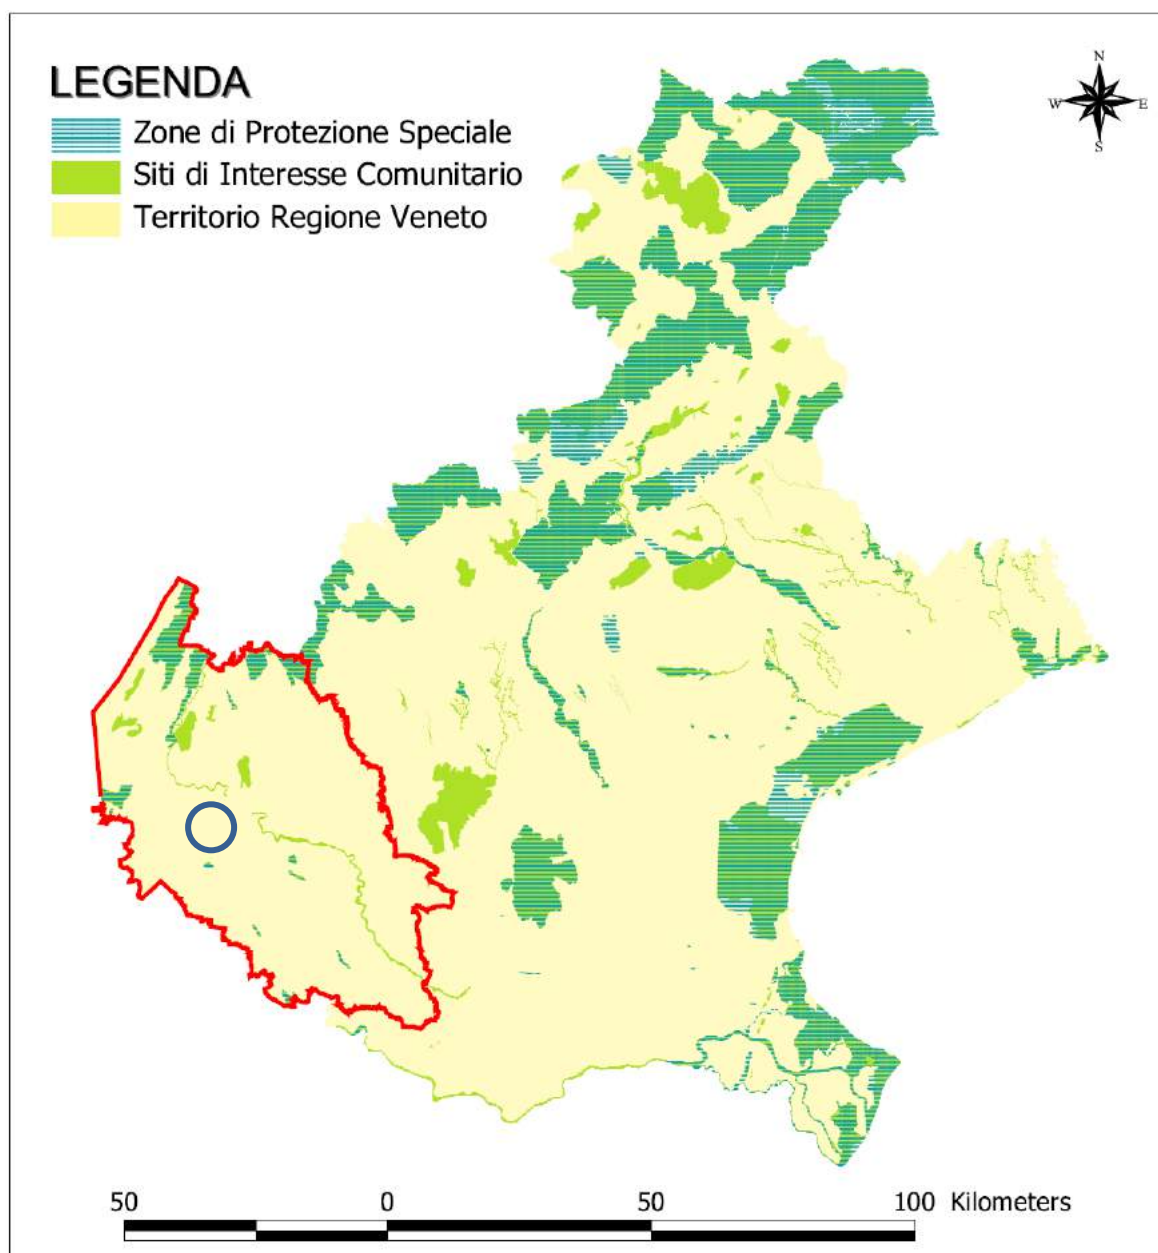 LEGENDA
Zone di Protezione Speciale
Siti di Interesse Comunitario
Territorio Regione Veneto
N
W E
S
50 0 50 100 Kilometers